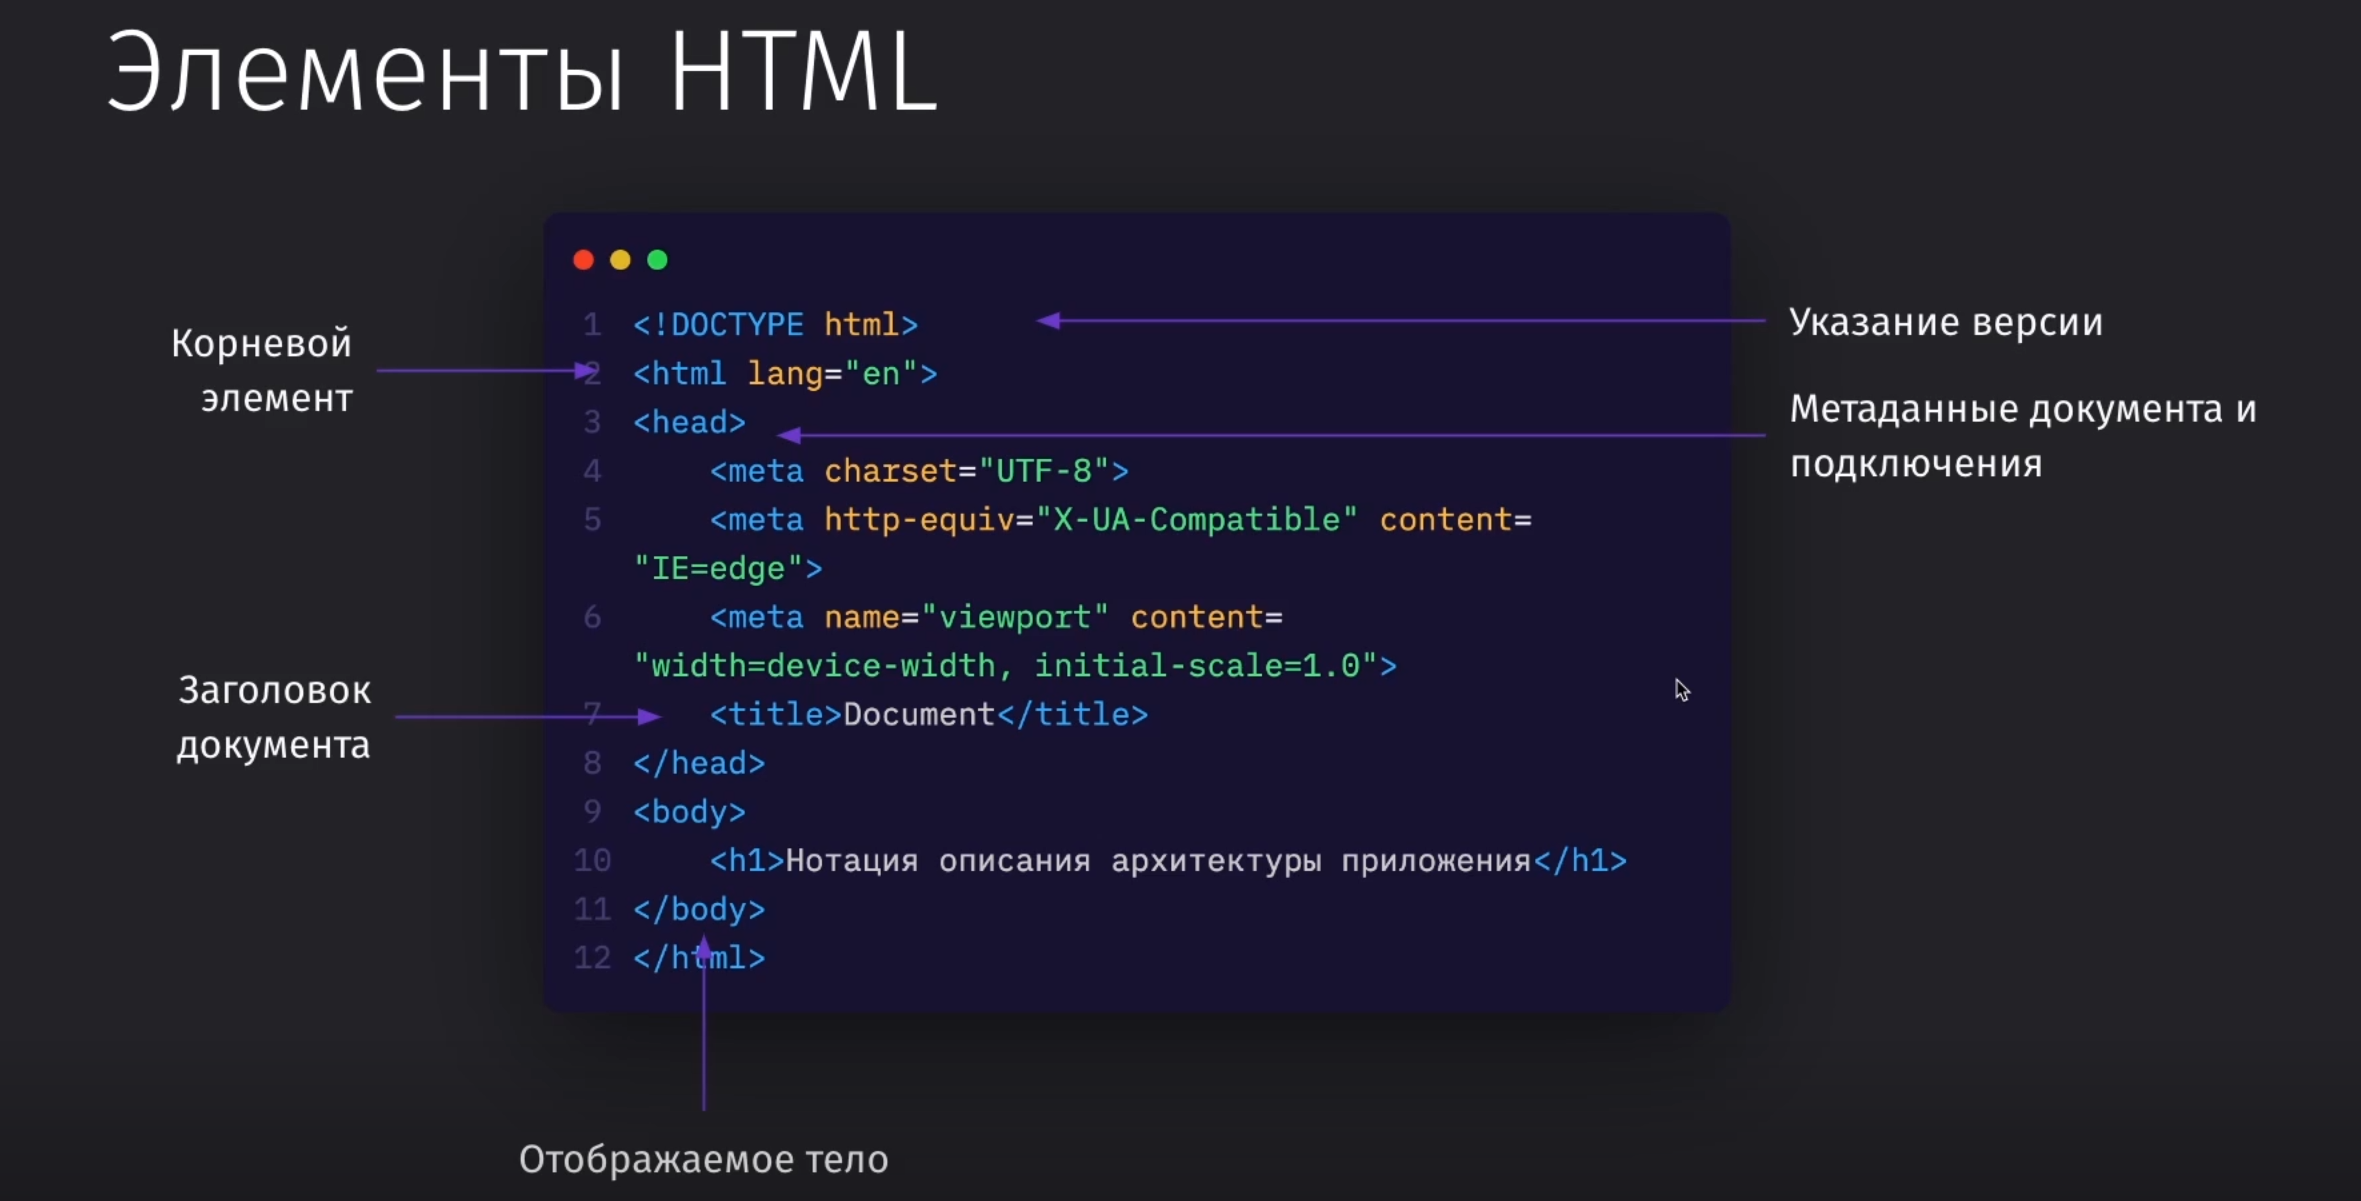 Элементы HTML
Корневой
элемент
Заголовок
документа
1 <!DOCTYPE html>
2 <html lang="en">
3 <head>
4     <meta charset="UTF-8">
5     <meta http-equiv="X-UA-Compatible" content=
"IE=edge">
6     <meta name="viewport" content=
"width=device-width, initial-scale=1.0">
7     <title>Document</title>
8 </head>
9 <body>
10     <h1>Нотация описания архитектуры приложения</h1>
11 </body>
12 </html>
Указание версии
Метаданные документа и
подключения
Отображаемое тело